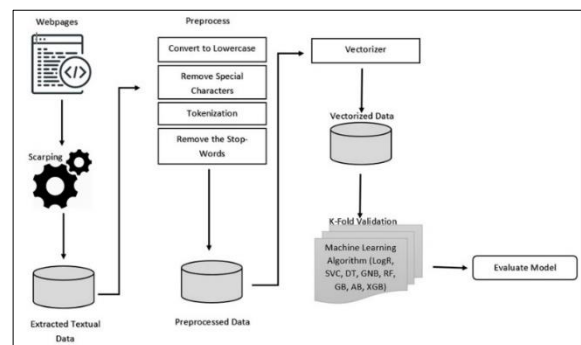 Webpages
Scarping
Extracted Textual
Data
Preprocess
Convert to Lowercase
Remove Special
Characters
Tokenization
Remove the Stop-
Words
Preprocessed Data
Vectorizer
Vectorized Data
K-Fold Validation
Machine Learning
Algorithm (LogR,
SVC, DT, GNB, RF,
GB, AB, XGB)
Evaluate Model